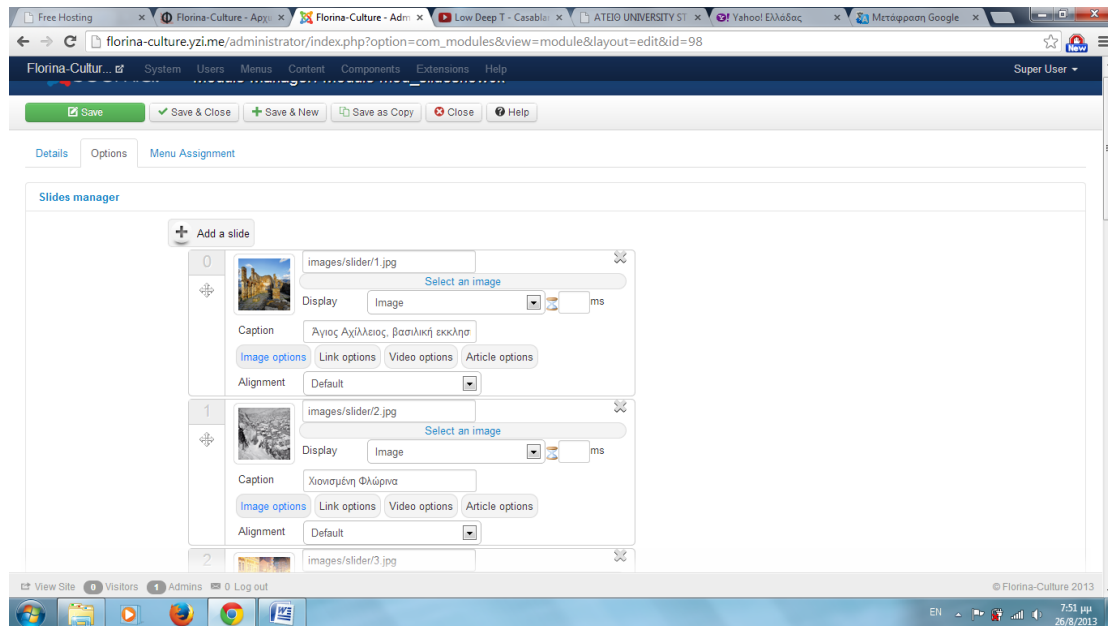 Free Hosting
Florina-Culture - Αρχι
Florina-Culture - Adm
Low Deep T - Casablan
ATEIΘ UNIVERSITY ST
Yahoo! Ελλάδας
Μετάφραση Google
florina-culture.yzi.me/administrator/index.php?option=com_modules&view=module&layout=edit&id=98
New
Florina-Cultur... System Users Menus Content Components Extensions Help Super User
Save Save & Close Save & New Save as Copy Close Help
Details Options Menu Assignment
Slides manager
Add a slide
0
images/slider/1.jpg
Select an image
Display Image ms
Caption Άγιος Αχίλλειος, βασιλική εκκλησ
Image options Link options Video options Article options
Alignment Default
1
images/slider/2.jpg
Select an image
Display Image ms
Caption Χιονισμένη Φλώρινα
Image options Link options Video options Article options
Alignment Default
2
images/slider/3.jpg
View Site 0 Visitors 1 Admins 0 Log out © Florina-Culture 2013
EN 7:51 μμ
26/8/2013